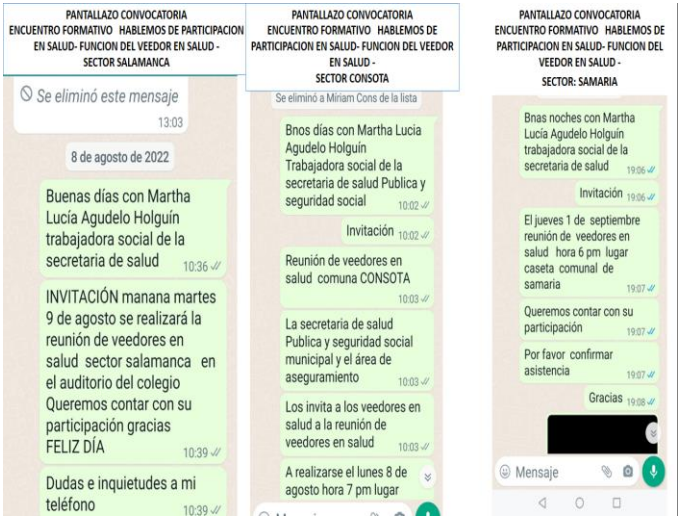 PANTALLAZO CONVOCATORIA
ENCUENTRO FORMATIVO HABLEMOS DE PARTICIPACION
EN SALUD- FUNCION DEL VEEDOR EN SALUD -
SECTOR SALAMANCA
Se eliminó este mensaje
13:03
8 de agosto de 2022
Buenas días con Martha
Lucía Agudelo Holguín
trabajadora social de la
secretaria de salud 10:36
INVITACIÓN manana martes
9 de agosto se realizará la
reunión de veedores en
salud sector salamanca en
el auditorio del colegio
Queremos contar con su
participación gracias
FELIZ DÍA 10:39
Dudas e inquietudes a mi
teléfono 10:39
PANTALLAZO CONVOCATORIA
ENCUENTRO FORMATIVO HABLEMOS DE
PARTICIPACION EN SALUD- FUNCION DEL VEEDOR
EN SALUD -
SECTOR CONSOTA
Se eliminó a Míriam Cons de la lista
Bnos días con Martha Lucia
Agudelo Holguín
Trabajadora social de la
secretaria de salud Publica y
seguridad social 10:02
Invitación 10:02
Reunión de veedores en
salud comuna CONSOTA
10:03
La secretaria de salud
Publica y seguridad social
municipal y el área de
aseguramiento 10:03
Los invita a los veedores en
salud a la reunión de
veedores en salud 10:03
A realizarse el lunes 8 de
agosto hora 7 pm lugar
PANTALLAZO CONVOCATORIA
ENCUENTRO FORMATIVO HABLEMOS DE
PARTICIPACION EN SALUD- FUNCION DEL
VEEDOR EN SALUD -
SECTOR: SAMARIA
Bnas noches con Martha
Lucía Agudelo Holguín
trabajadora social de la
secretaria de salud 19:06
Invitación 19:06
El jueves 1 de septiembre
reunión de veedores en
salud hora 6 pm lugar
caseta comunal de
samaria 19:07
Queremos contar con su
participación 19:07
Por favor confirmar
asistencia 19:07
Gracias 19:08
Mensaje